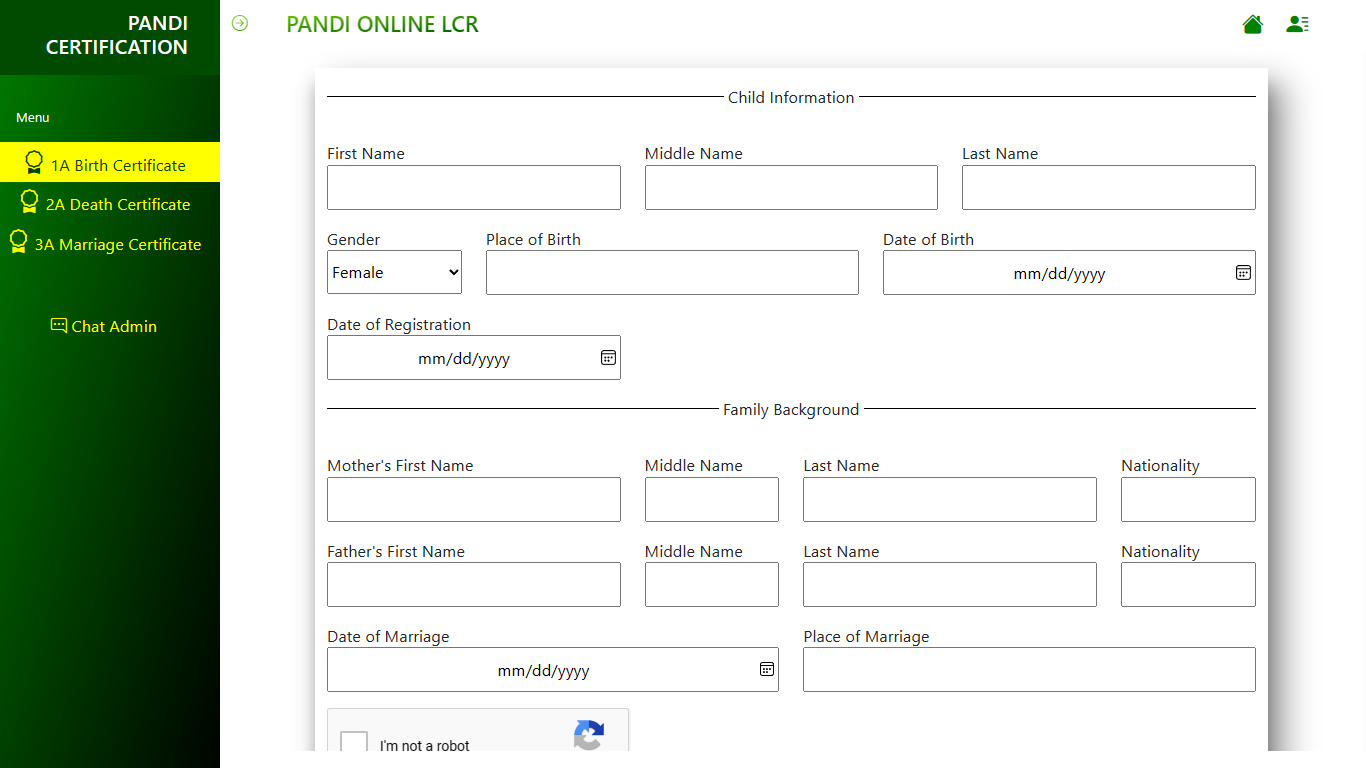 PANDI
CERTIFICATION
PANDI ONLINE LCR
Menu
1A Birth Certificate
2A Death Certificate
3A Marriage Certificate
Chat Admin
Child Information
First Name
Middle Name
Last Name
Gender
Place of Birth
Date of Birth
Female
mm/dd/yyyy
Date of Registration
mm/dd/yyyy
Family Background
Mother's First Name
Middle Name
Last Name
Nationality
Father's First Name
Middle Name
Last Name
Nationality
Date of Marriage
Place of Marriage
mm/dd/yyyy
I'm not a robot